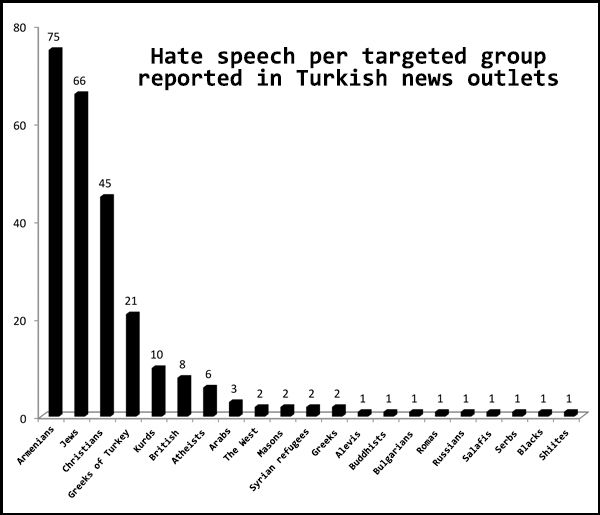 Hate speech per targeted group
reported in Turkish news outlets
80
60
40
20
0
75
66
45
21
10
8
6
3
2
2
2
2
1
1
1
1
1
1
1
1
1
Armenians
Jews
Christians
Greeks of Turkey
Kurds
British
Atheists
Arabs
The West
Masons
Syrian refugees
Greeks
Alevis
Buddhists
Bulgarians
Romas
Russians
Salafis
Serbs
Blacks
Shiites